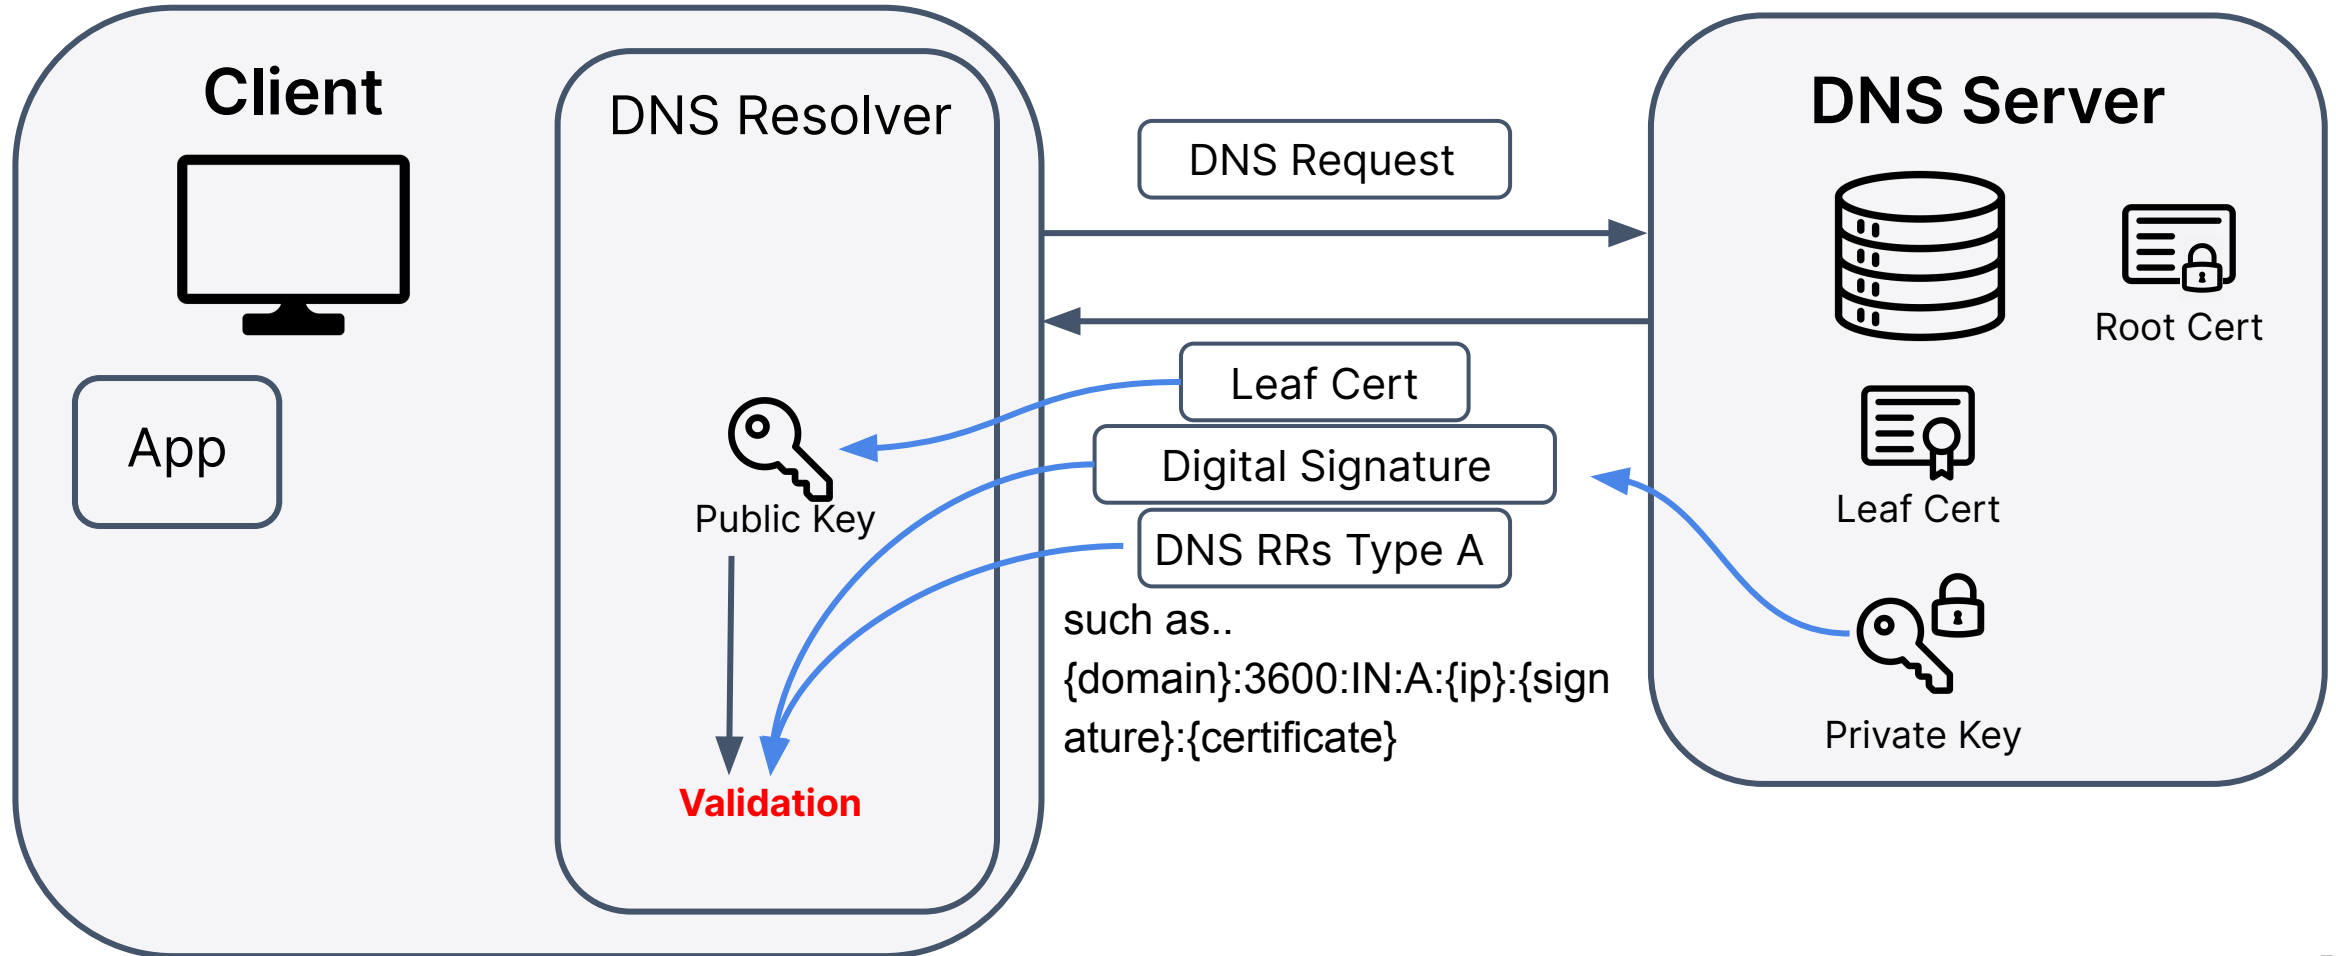 Client
DNS Resolver
App
Public Key
Validation
DNS Request
Leaf Cert
Digital Signature
DNS RRs Type A
such as..
{domain}:3600:IN:A:{ip}:{sign
ature}:{certificate}
DNS Server
Root Cert
Leaf Cert
Private Key